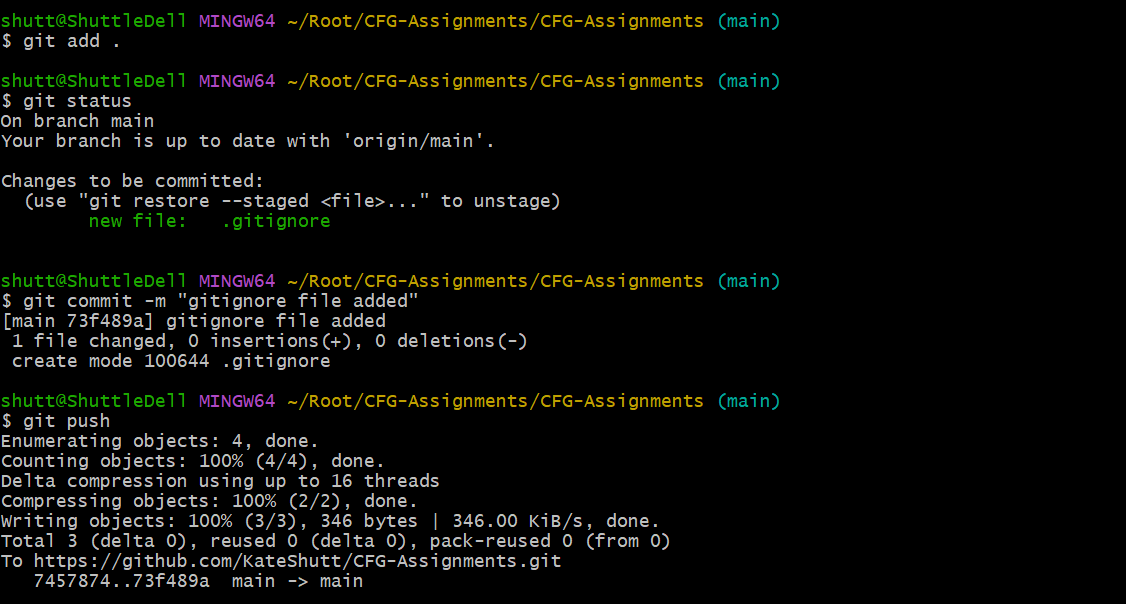 shutt@ShuttleDell MINGW64 ~/Root/CFG-Assignments/CFG-Assignments (main)
$ git add .
shutt@ShuttleDell MINGW64 ~/Root/CFG-Assignments/CFG-Assignments (main)
$ git status
On branch main
Your branch is up to date with 'origin/main'.
Changes to be committed:
  (use "git restore --staged <file>..." to unstage)
        new file:   .gitignore
shutt@ShuttleDell MINGW64 ~/Root/CFG-Assignments/CFG-Assignments (main)
$ git commit -m "gitignore file added"
[main 73f489a] gitignore file added
 1 file changed, 0 insertions(+), 0 deletions(-)
 create mode 100644 .gitignore
shutt@ShuttleDell MINGW64 ~/Root/CFG-Assignments/CFG-Assignments (main)
$ git push
Enumerating objects: 4, done.
Counting objects: 100% (4/4), done.
Delta compression using up to 16 threads
Compressing objects: 100% (2/2), done.
Writing objects: 100% (3/3), 346 bytes | 346.00 KiB/s, done.
Total 3 (delta 0), reused 0 (delta 0), pack-reused 0 (from 0)
To https://github.com/KateShutt/CFG-Assignments.git
   7457874..73f489a  main -> main